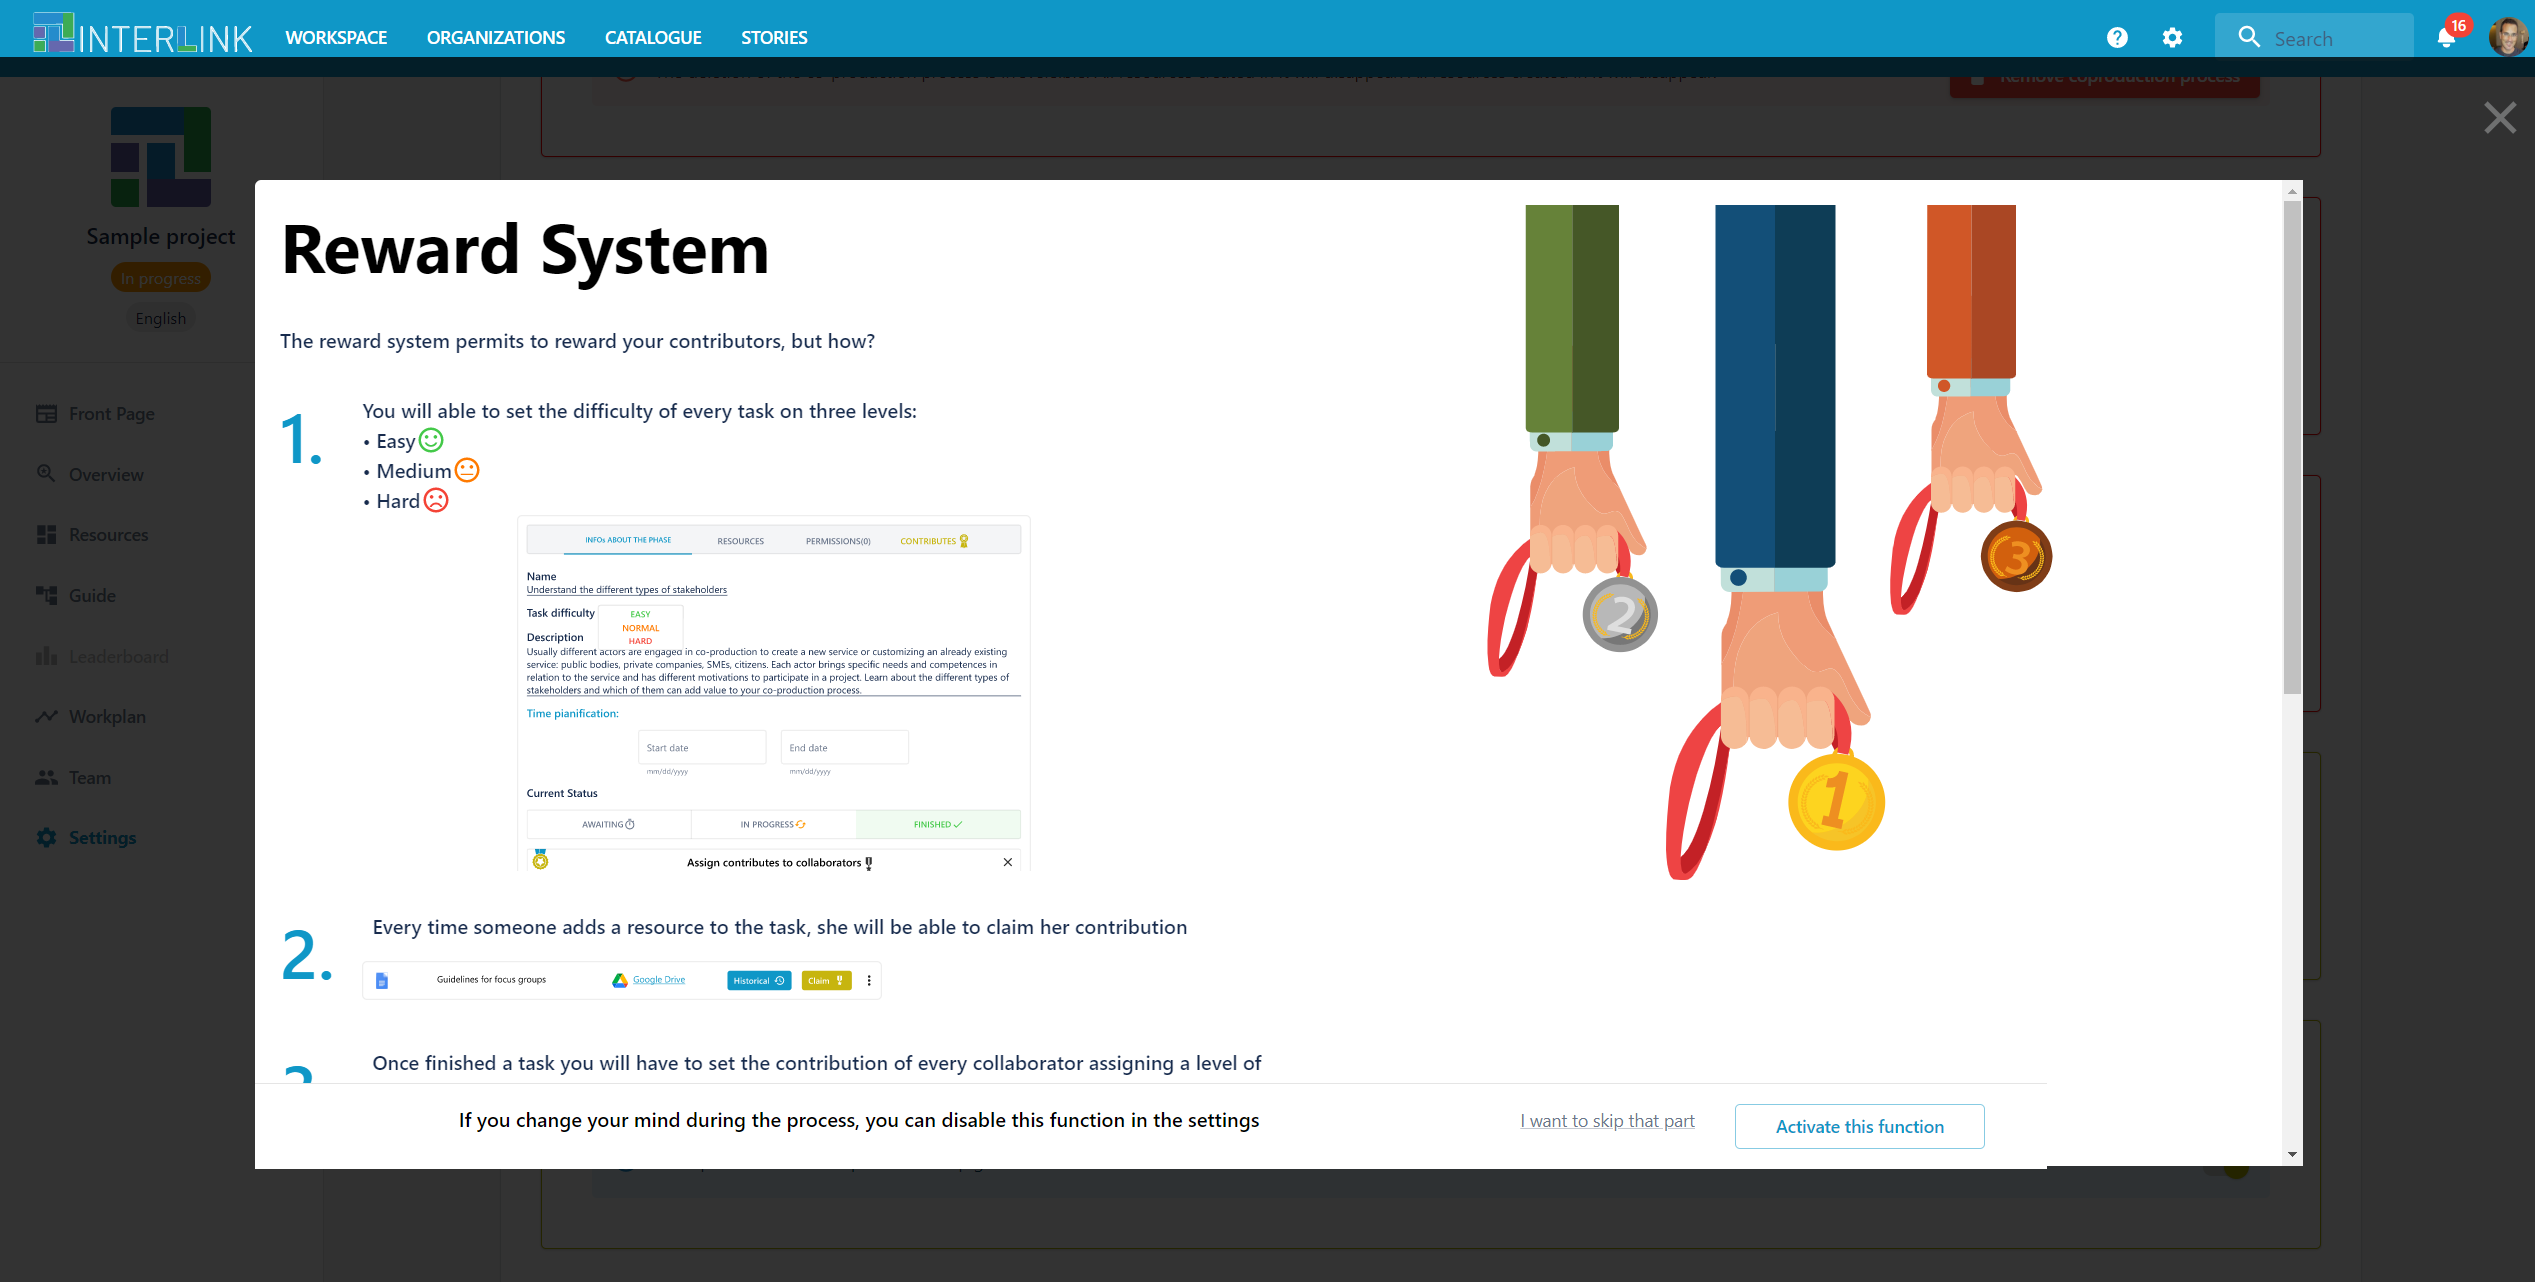 INTERLINK WORKSPACE ORGANIZATIONS CATALOGUE STORIES Search 16
Remove coproduction process
Sample project
In progress
English
Front Page
Overview
Resources
Guide
Leaderboard
Workplan
Team
Settings
Reward System
The reward system permits to reward your contributors, but how?
1.
You will able to set the difficulty of every task on three levels:
• Easy
• Medium
• Hard
INFOs ABOUT THE PHASE RESOURCES PERMISSIONS(0) CONTRIBUTES
Name
Understand the different types of stakeholders
Task difficulty
EASY
NORMAL
HARD
Description
Usually different actors are engaged in co-production to create a new service or customizing an already existing
service: public bodies, private companies, SMEs, citizens. Each actor brings specific needs and competences in
relation to the service and has different motivations to participate in a project. Learn about the different types of
stakeholders and which of them can add value to your co-production process.
Time pianification:
Start date End date
mm/dd/yyyy mm/dd/yyyy
Current Status
AWAITING IN PROGRESS FINISHED
Assign contributes to collaborators
2
1
3
2.
Every time someone adds a resource to the task, she will be able to claim her contribution
Guidelines for focus groups Google Drive Historical Claim
Once finished a task you will have to set the contribution of every collaborator assigning a level of
If you change your mind during the process, you can disable this function in the settings
I want to skip that part
Activate this function